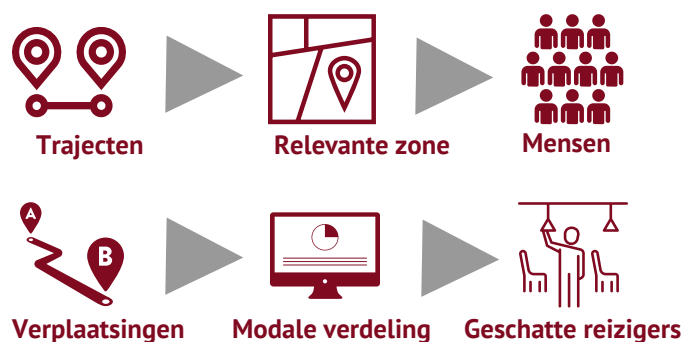 Trajecten
Relevante zone
Mensen
A
B
Verplaatsingen
Modale verdeling
Geschatte reizigers